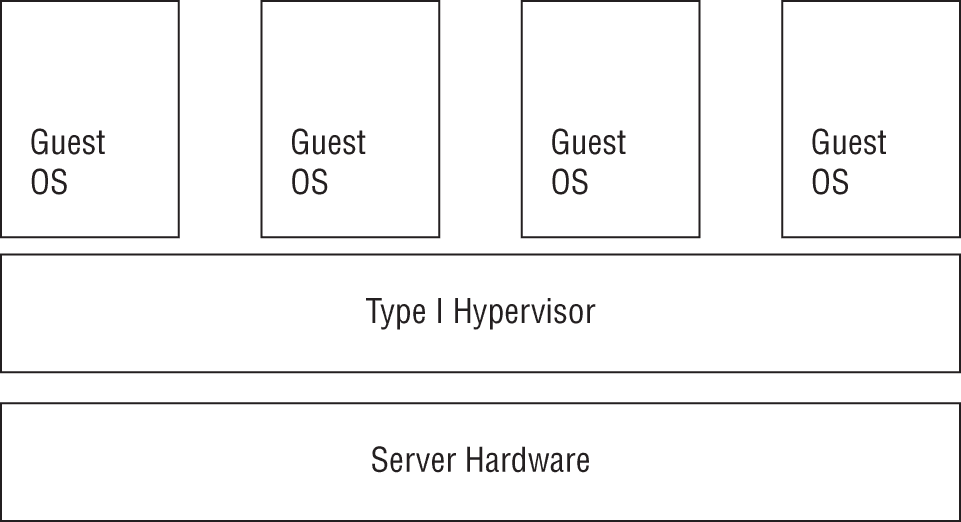 Guest
OS
Guest
OS
Guest
OS
Guest
OS
Type I Hypervisor
Server Hardware